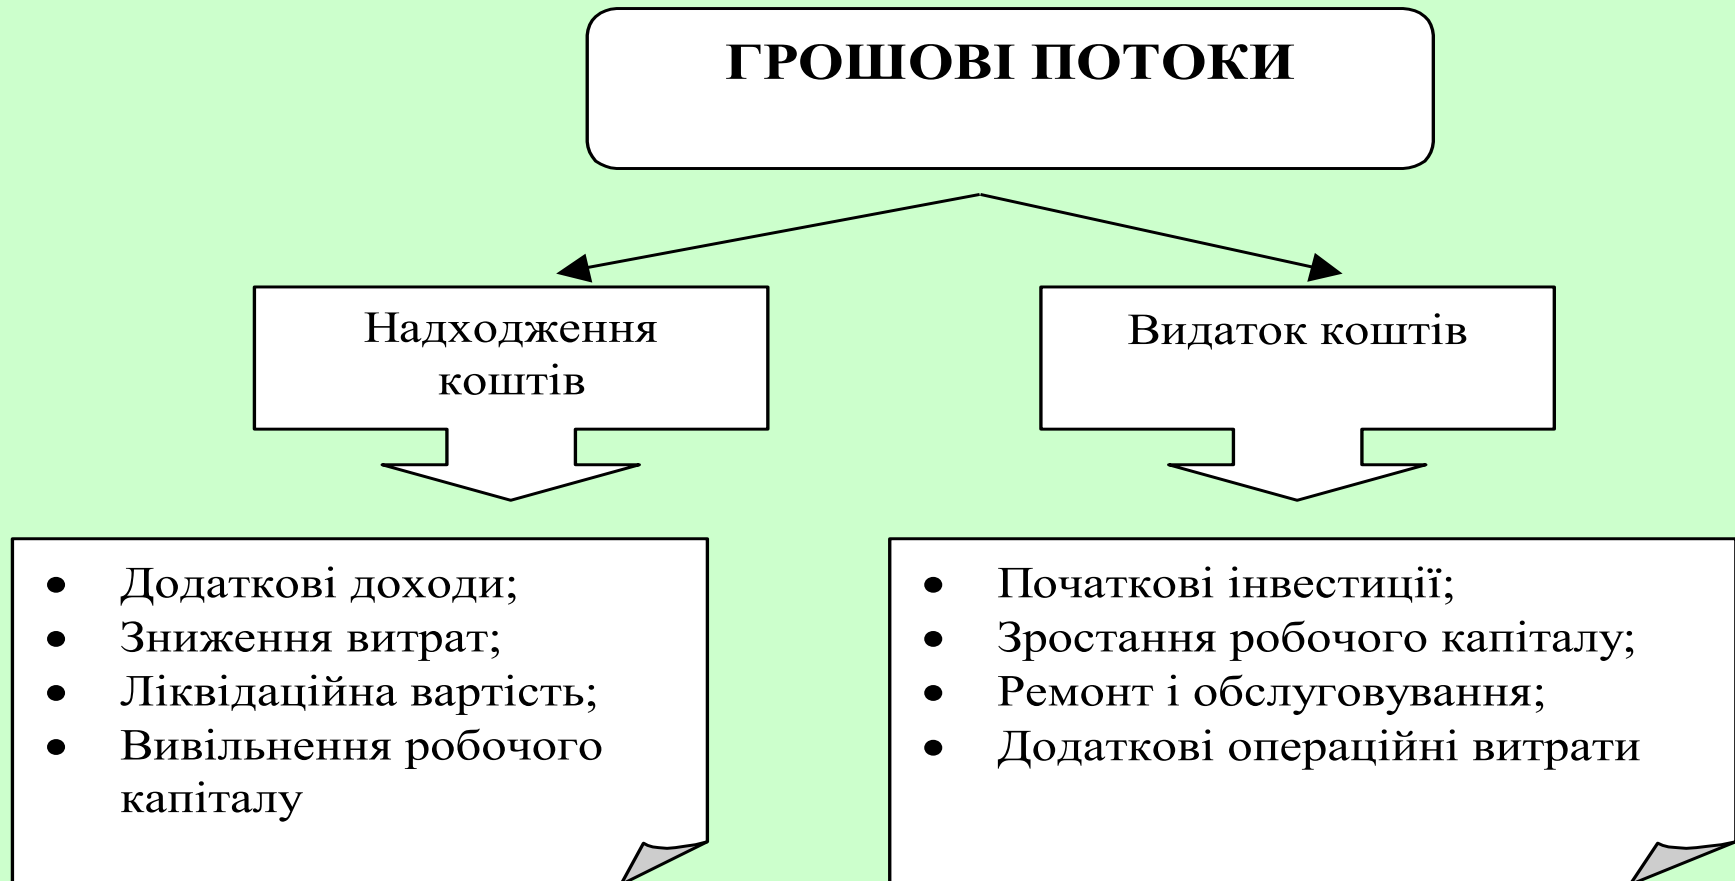 ГРОШОВІ ПОТОКИ
Надходження
коштів
Видаток коштів
• Додаткові доходи;
• Зниження витрат;
• Ліквідаційна вартість;
• Вивільнення робочого
капіталу
• Початкові інвестиції;
• Зростання робочого капіталу;
• Ремонт і обслуговування;
• Додаткові операційні витрати